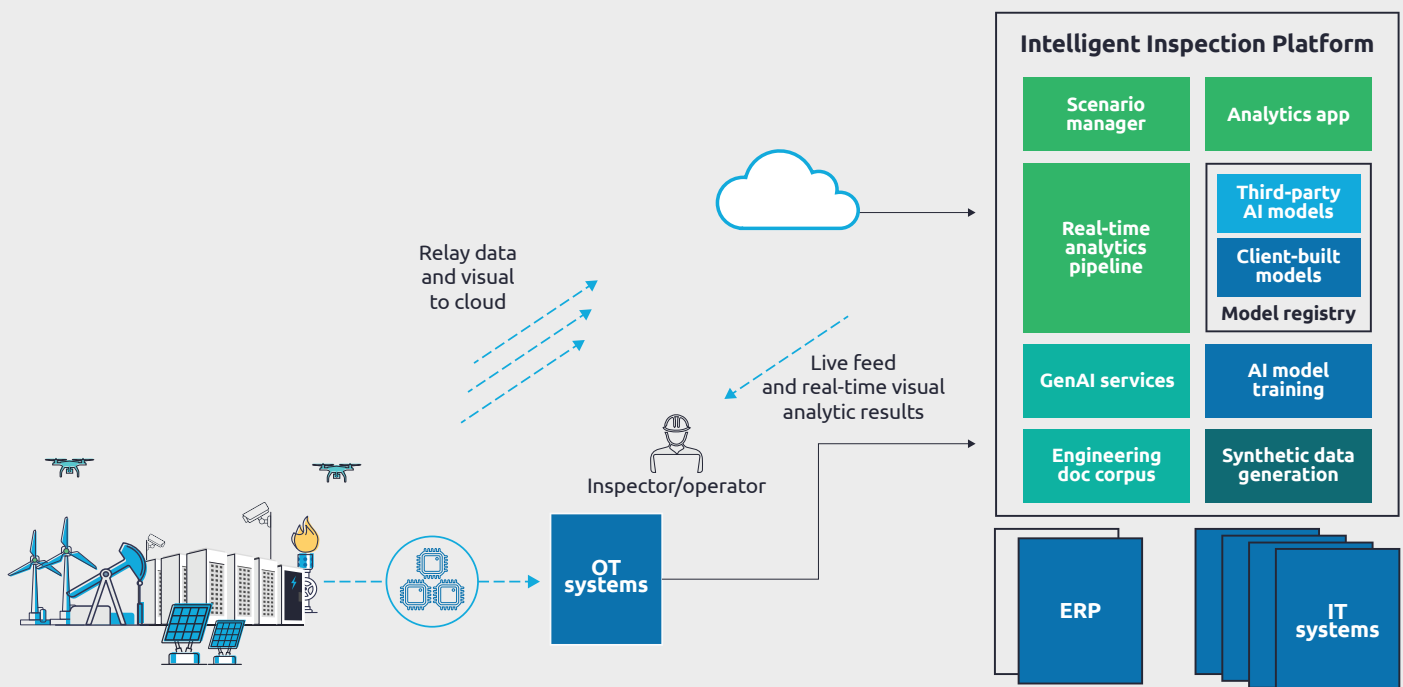 Intelligent Inspection Platform
Scenario
manager
Analytics app
Real-time
analytics
pipeline
Third-party
AI models
Client-built
models
Model registry
GenAI services
AI model
training
Engineering
doc corpus
Synthetic data
generation
Relay data
and visual
to cloud
Live feed
and real-time visual
analytic results
Inspector/operator
OT
systems
ERP
IT
systems